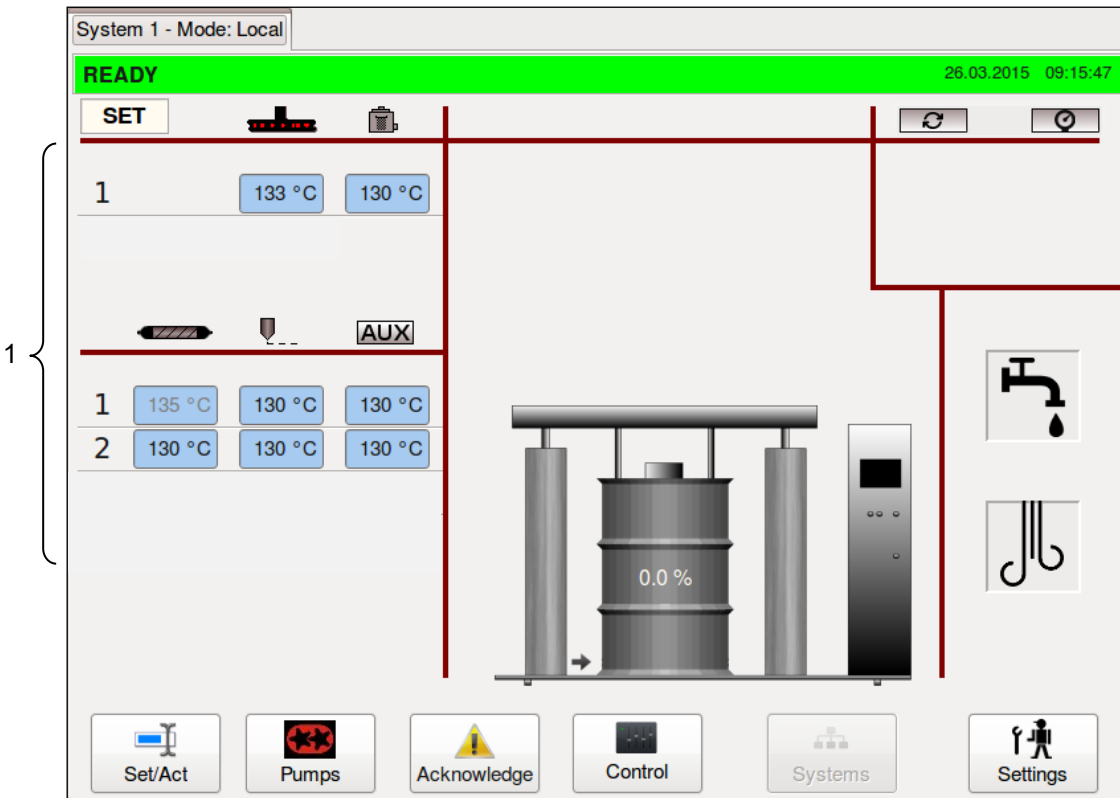 System 1 - Mode: Local
READY 26.03.2015 09:15:47
SET
1 133 °C 130 °C
AUX
1
1 135 °C 130 °C 130 °C
2 130 °C 130 °C 130 °C
0.0 %
Set/Act Pumps Acknowledge Control Systems Settings